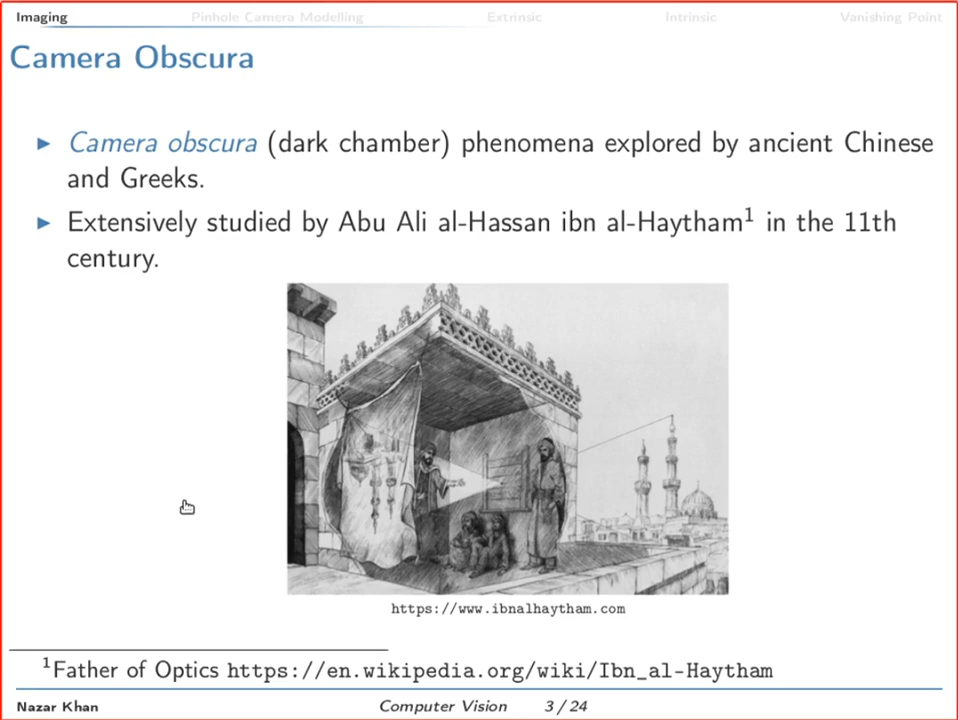 Imaging Pinhole Camera Modelling Extrinsic Intrinsic Vanishing Point
Camera Obscura
Camera obscura (dark chamber) phenomena explored by ancient Chinese
and Greeks.
Extensively studied by Abu Ali al-Hassan ibn al-Haytham¹ in the 11th
century.
https://www.ibnalhaytham.com
¹Father of Optics https://en.wikipedia.org/wiki/Ibn_al-Haytham
Nazar Khan Computer Vision 3 / 24